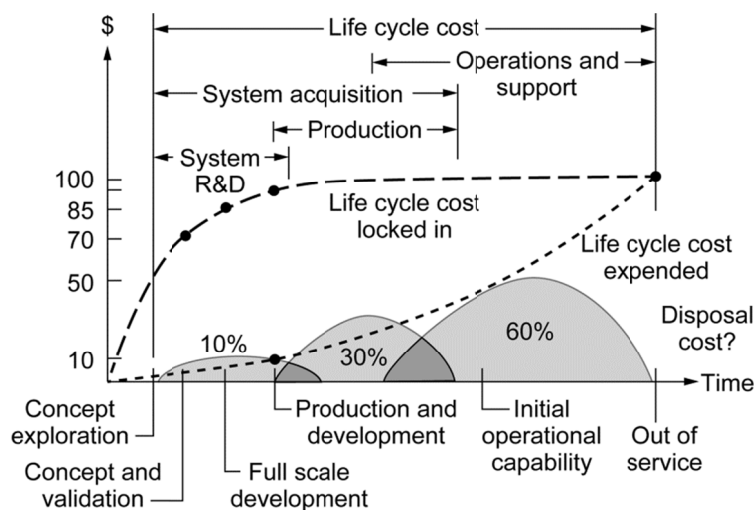 $
Life cycle cost
Operations and
support
System acquisition
Production
System
R&D
100
85
70
50
10
Life cycle cost
locked in
Life cycle cost
expended
10%
30%
60%
Disposal
cost?
Time
Concept
exploration
Production and
development
Initial
operational
capability
Out of
service
Concept and
validation
Full scale
development